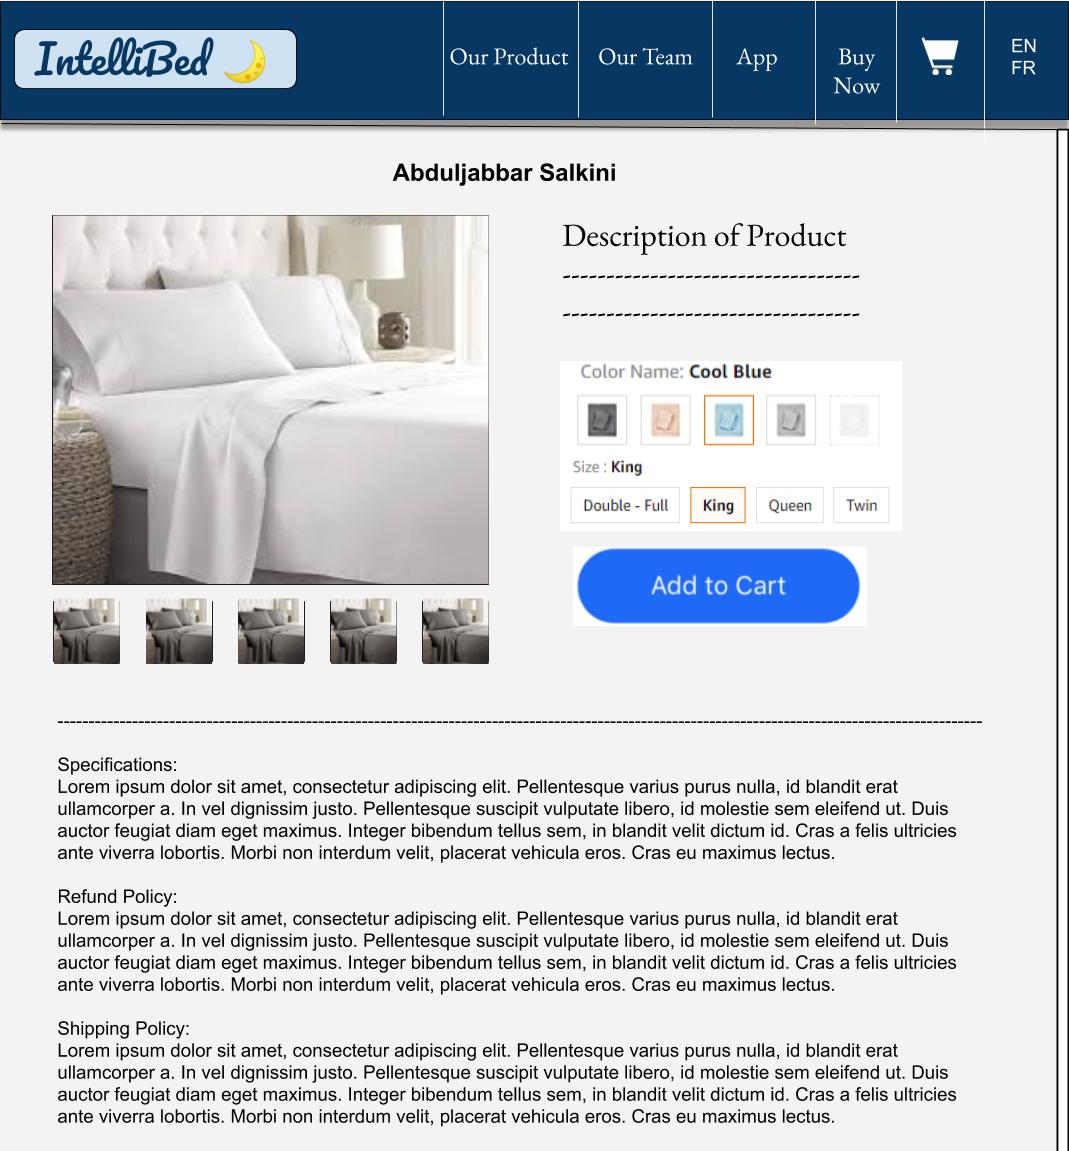 IntelliBed
Our Product
Our Team
App
Buy
Now
EN
FR
Abduljabbar Salkini
Description of Product
----------------------------------
----------------------------------
Color Name: Cool Blue
Size : King
Double - Full King Queen Twin
Add to Cart
Specifications:
Lorem ipsum dolor sit amet, consectetur adipiscing elit. Pellentesque varius purus nulla, id blandit erat
ullamcorper a. In vel dignissim justo. Pellentesque suscipit vulputate libero, id molestie sem eleifend ut. Duis
auctor feugiat diam eget maximus. Integer bibendum tellus sem, in blandit velit dictum id. Cras a felis ultricies
ante viverra lobortis. Morbi non interdum velit, placerat vehicula eros. Cras eu maximus lectus.
Refund Policy:
Lorem ipsum dolor sit amet, consectetur adipiscing elit. Pellentesque varius purus nulla, id blandit erat
ullamcorper a. In vel dignissim justo. Pellentesque suscipit vulputate libero, id molestie sem eleifend ut. Duis
auctor feugiat diam eget maximus. Integer bibendum tellus sem, in blandit velit dictum id. Cras a felis ultricies
ante viverra lobortis. Morbi non interdum velit, placerat vehicula eros. Cras eu maximus lectus.
Shipping Policy:
Lorem ipsum dolor sit amet, consectetur adipiscing elit. Pellentesque varius purus nulla, id blandit erat
ullamcorper a. In vel dignissim justo. Pellentesque suscipit vulputate libero, id molestie sem eleifend ut. Duis
auctor feugiat diam eget maximus. Integer bibendum tellus sem, in blandit velit dictum id. Cras a felis ultricies
ante viverra lobortis. Morbi non interdum velit, placerat vehicula eros. Cras eu maximus lectus.